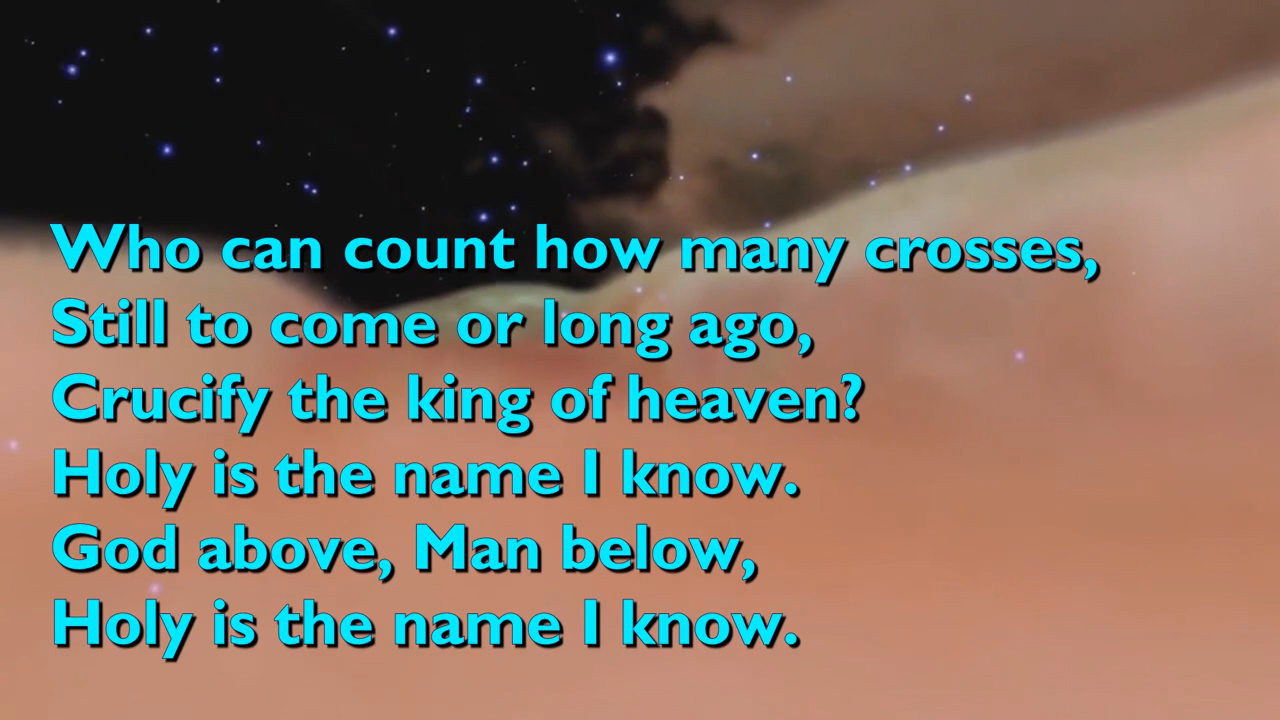 Who can count how many crosses,
Still to come or long ago,
Crucify the king of heaven?
Holy is the name I know.
God above, Man below,
Holy is the name I know.